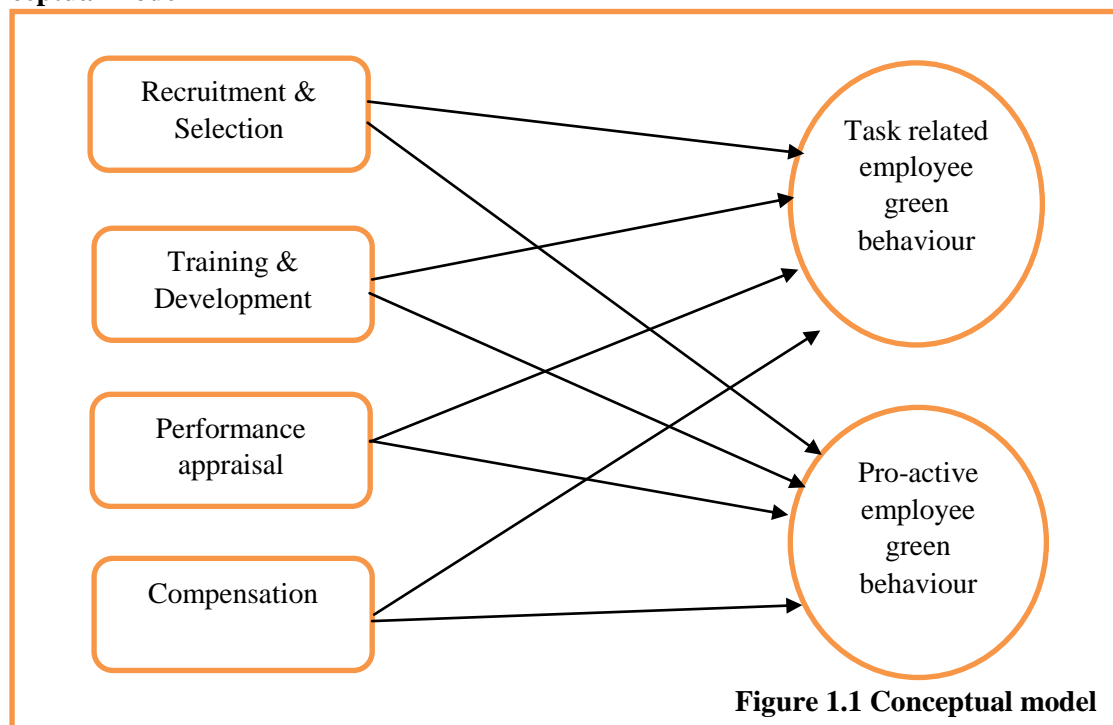 Recruitment &
Selection
Training &
Development
Performance
appraisal
Compensation
Task related
employee
green
behaviour
Pro-active
employee
green
behaviour
Figure 1.1 Conceptual model